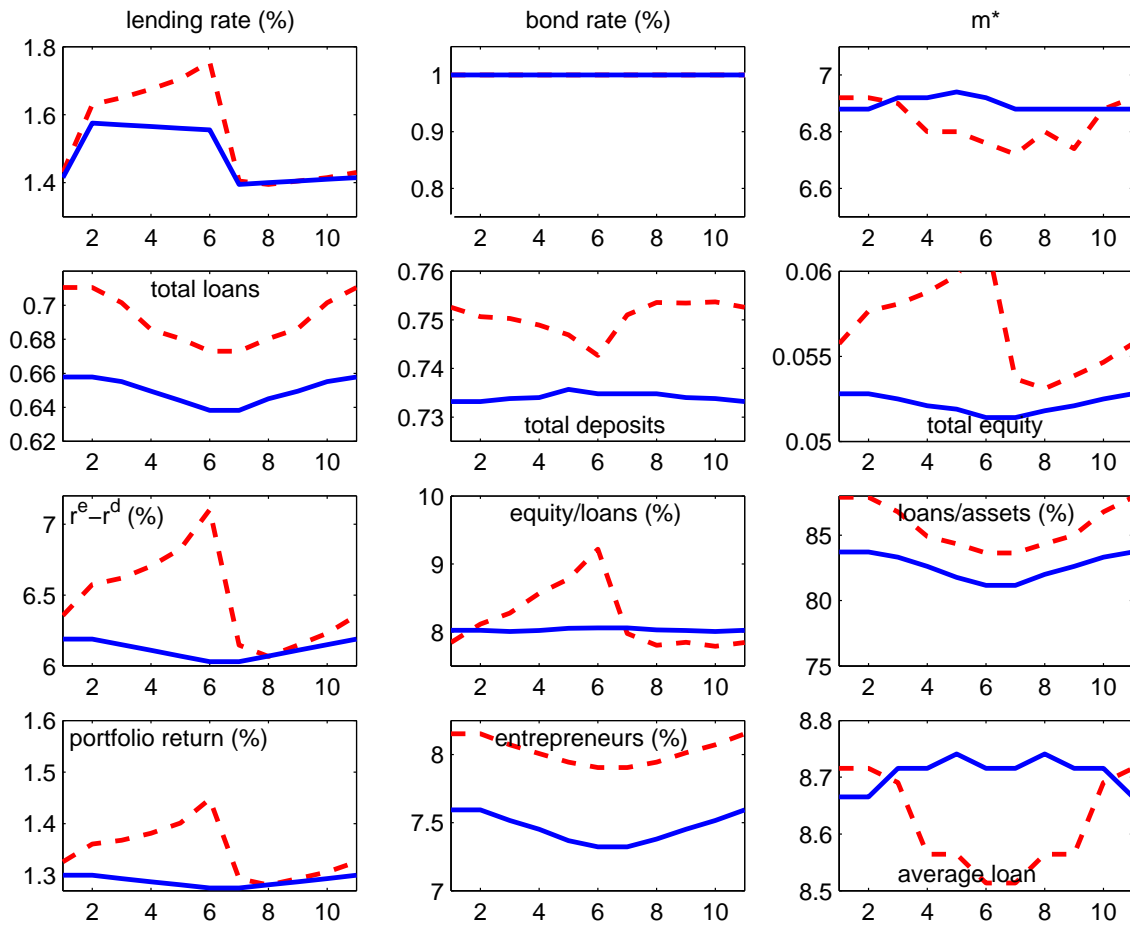 lending rate (%)
bond rate (%)
m*
1.8
1.6
1.4
2 4 6 8 10
1
0.9
0.8
2 4 6 8 10
7
6.8
6.6
2 4 6 8 10
total loans
0.7
0.68
0.66
0.64
0.62
2 4 6 8 10
0.76
0.75
0.74
0.73
total deposits
2 4 6 8 10
0.06
0.055
0.05
total equity
2 4 6 8 10
r^e−r^d (%)
7
6.5
6
2 4 6 8 10
equity/loans (%)
10
9
8
7
2 4 6 8 10
loans/assets (%)
85
80
75
2 4 6 8 10
portfolio return (%)
1.6
1.5
1.4
1.3
2 4 6 8 10
entrepreneurs (%)
8
7.5
7
2 4 6 8 10
8.8
8.7
8.6
8.5
average loan
2 4 6 8 10